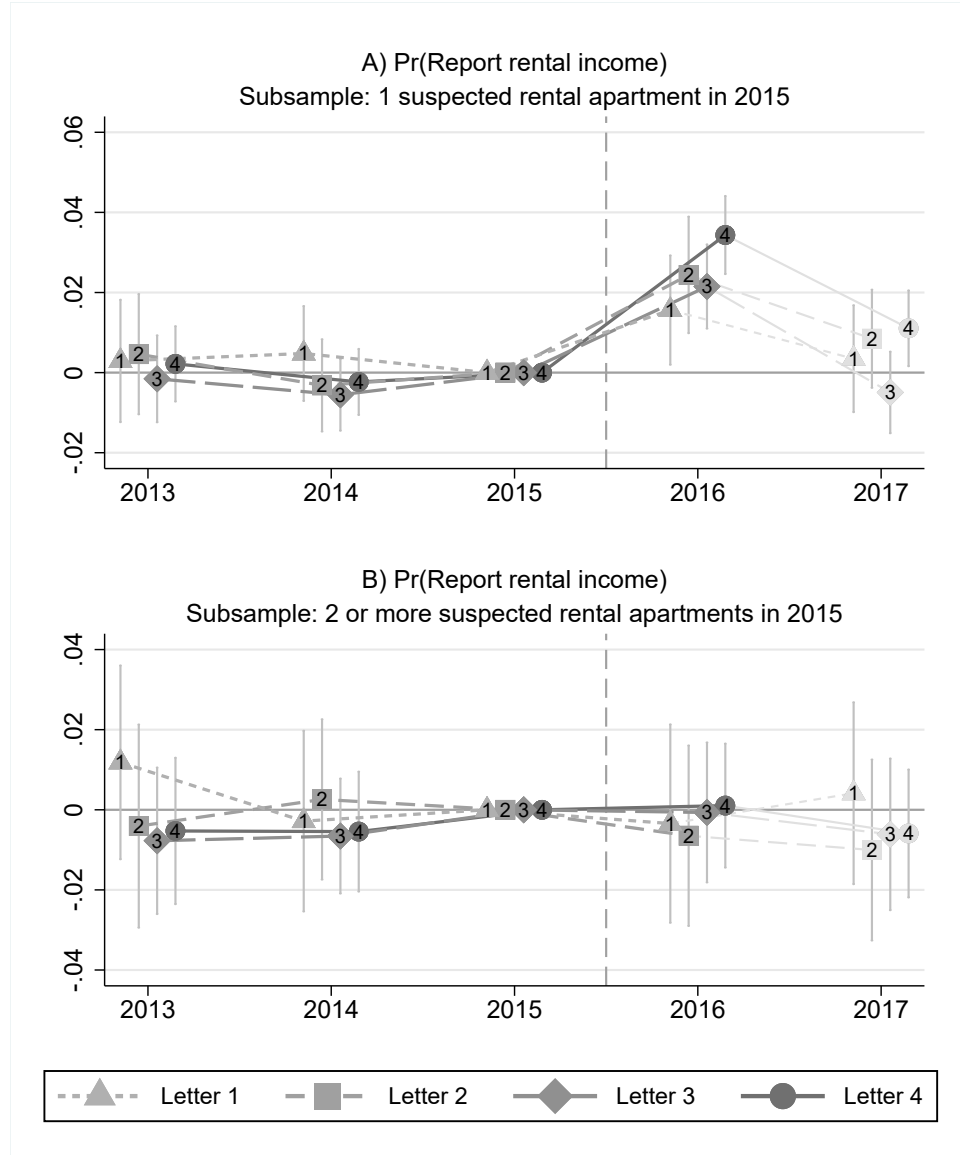 A) Pr(Report rental income)
Subsample: 1 suspected rental apartment in 2015
.06
.04
.02
0
-.02
1 2 3 4 1 2 3 4 1 2 3 4 1 2 3 4 1 2 3 4
2013 2014 2015 2016 2017
B) Pr(Report rental income)
Subsample: 2 or more suspected rental apartments in 2015
.04
.02
0
-.02
-.04
1 2 3 4 1 2 3 4 1 2 3 4 1 2 3 4 1 2 3 4
2013 2014 2015 2016 2017
Letter 1 Letter 2 Letter 3 Letter 4